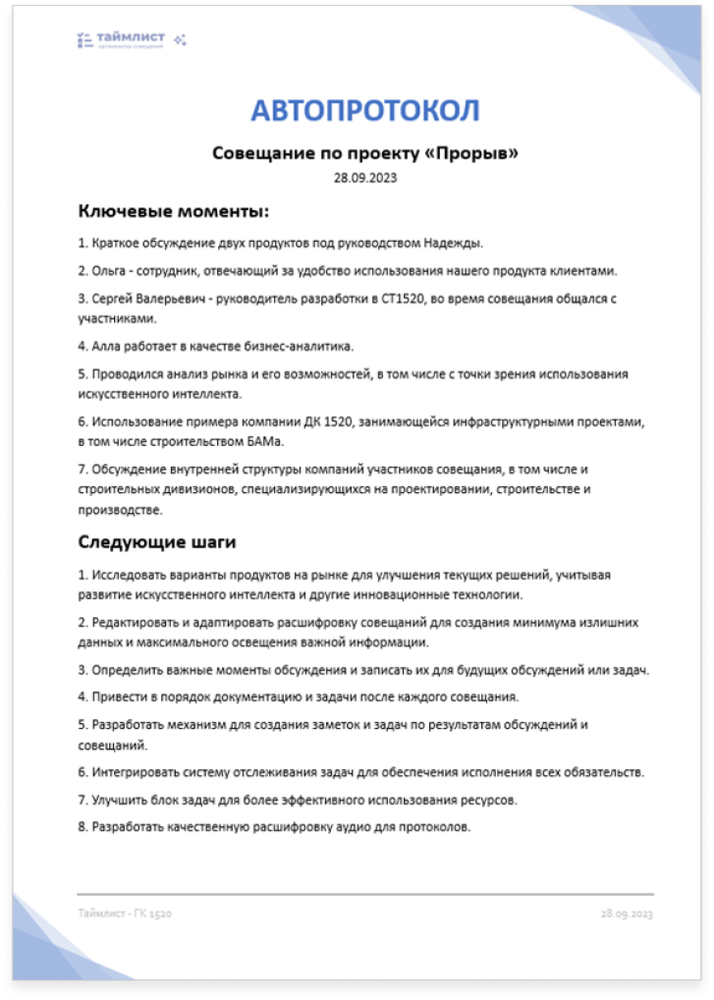 таймлист
организатор совещаний
АВТОПРОТОКОЛ
Совещание по проекту «Прорыв»
28.09.2023
Ключевые моменты:
1. Краткое обсуждение двух продуктов под руководством Надежды.
2. Ольга - сотрудник, отвечающий за удобство использования нашего продукта клиентами.
3. Сергей Валерьевич - руководитель разработки в СТ1520, во время совещания общался с
участниками.
4. Алла работает в качестве бизнес-аналитика.
5. Проводился анализ рынка и его возможностей, в том числе с точки зрения использования
искусственного интеллекта.
6. Использование примера компании ДК 1520, занимающейся инфраструктурными проектами,
в том числе строительством БАМа.
7. Обсуждение внутренней структуры компаний участников совещания, в том числе и
строительных дивизионов, специализирующихся на проектировании, строительстве и
производстве.
Следующие шаги
1. Исследовать варианты продуктов на рынке для улучшения текущих решений, учитывая
развитие искусственного интеллекта и другие инновационные технологии.
2. Редактировать и адаптировать расшифровку совещаний для создания минимума излишних
данных и максимального освещения важной информации.
3. Определить важные моменты обсуждения и записать их для будущих обсуждений или задач.
4. Привести в порядок документацию и задачи после каждого совещания.
5. Разработать механизм для создания заметок и задач по результатам обсуждений и
совещаний.
6. Интегрировать систему отслеживания задач для обеспечения исполнения всех обязательств.
7. Улучшить блок задач для более эффективного использования ресурсов.
8. Разработать качественную расшифровку аудио для протоколов.
Таймлист - ГК 1520
28.09.2023